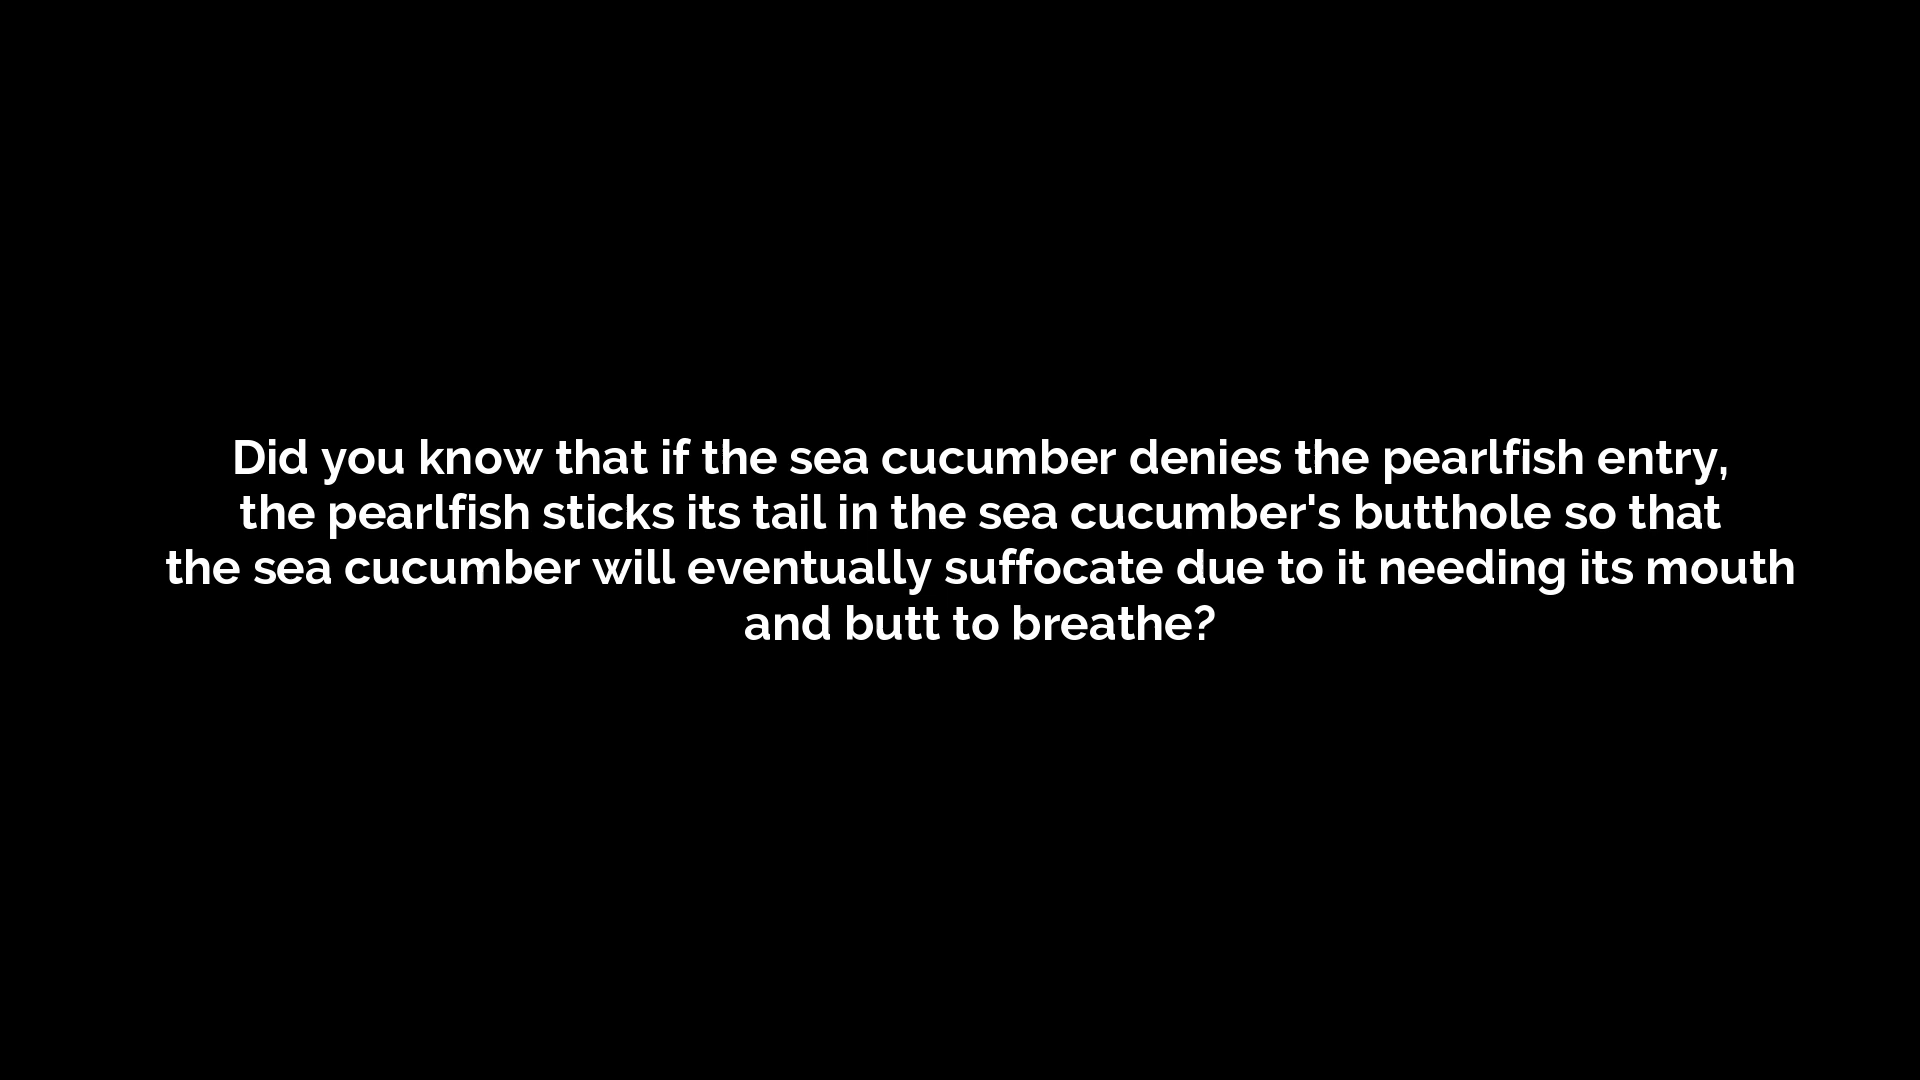 Did you know that if the sea cucumber denies the pearlfish entry,
the pearlfish sticks its tail in the sea cucumber's butthole so that
the sea cucumber will eventually suffocate due to it needing its mouth
and butt to breathe?